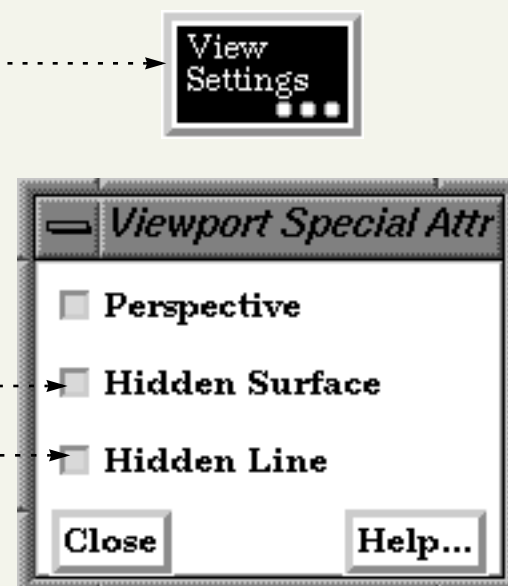 View
Settings
Viewport Special Attr
Perspective
Hidden Surface
Hidden Line
Close
Help...